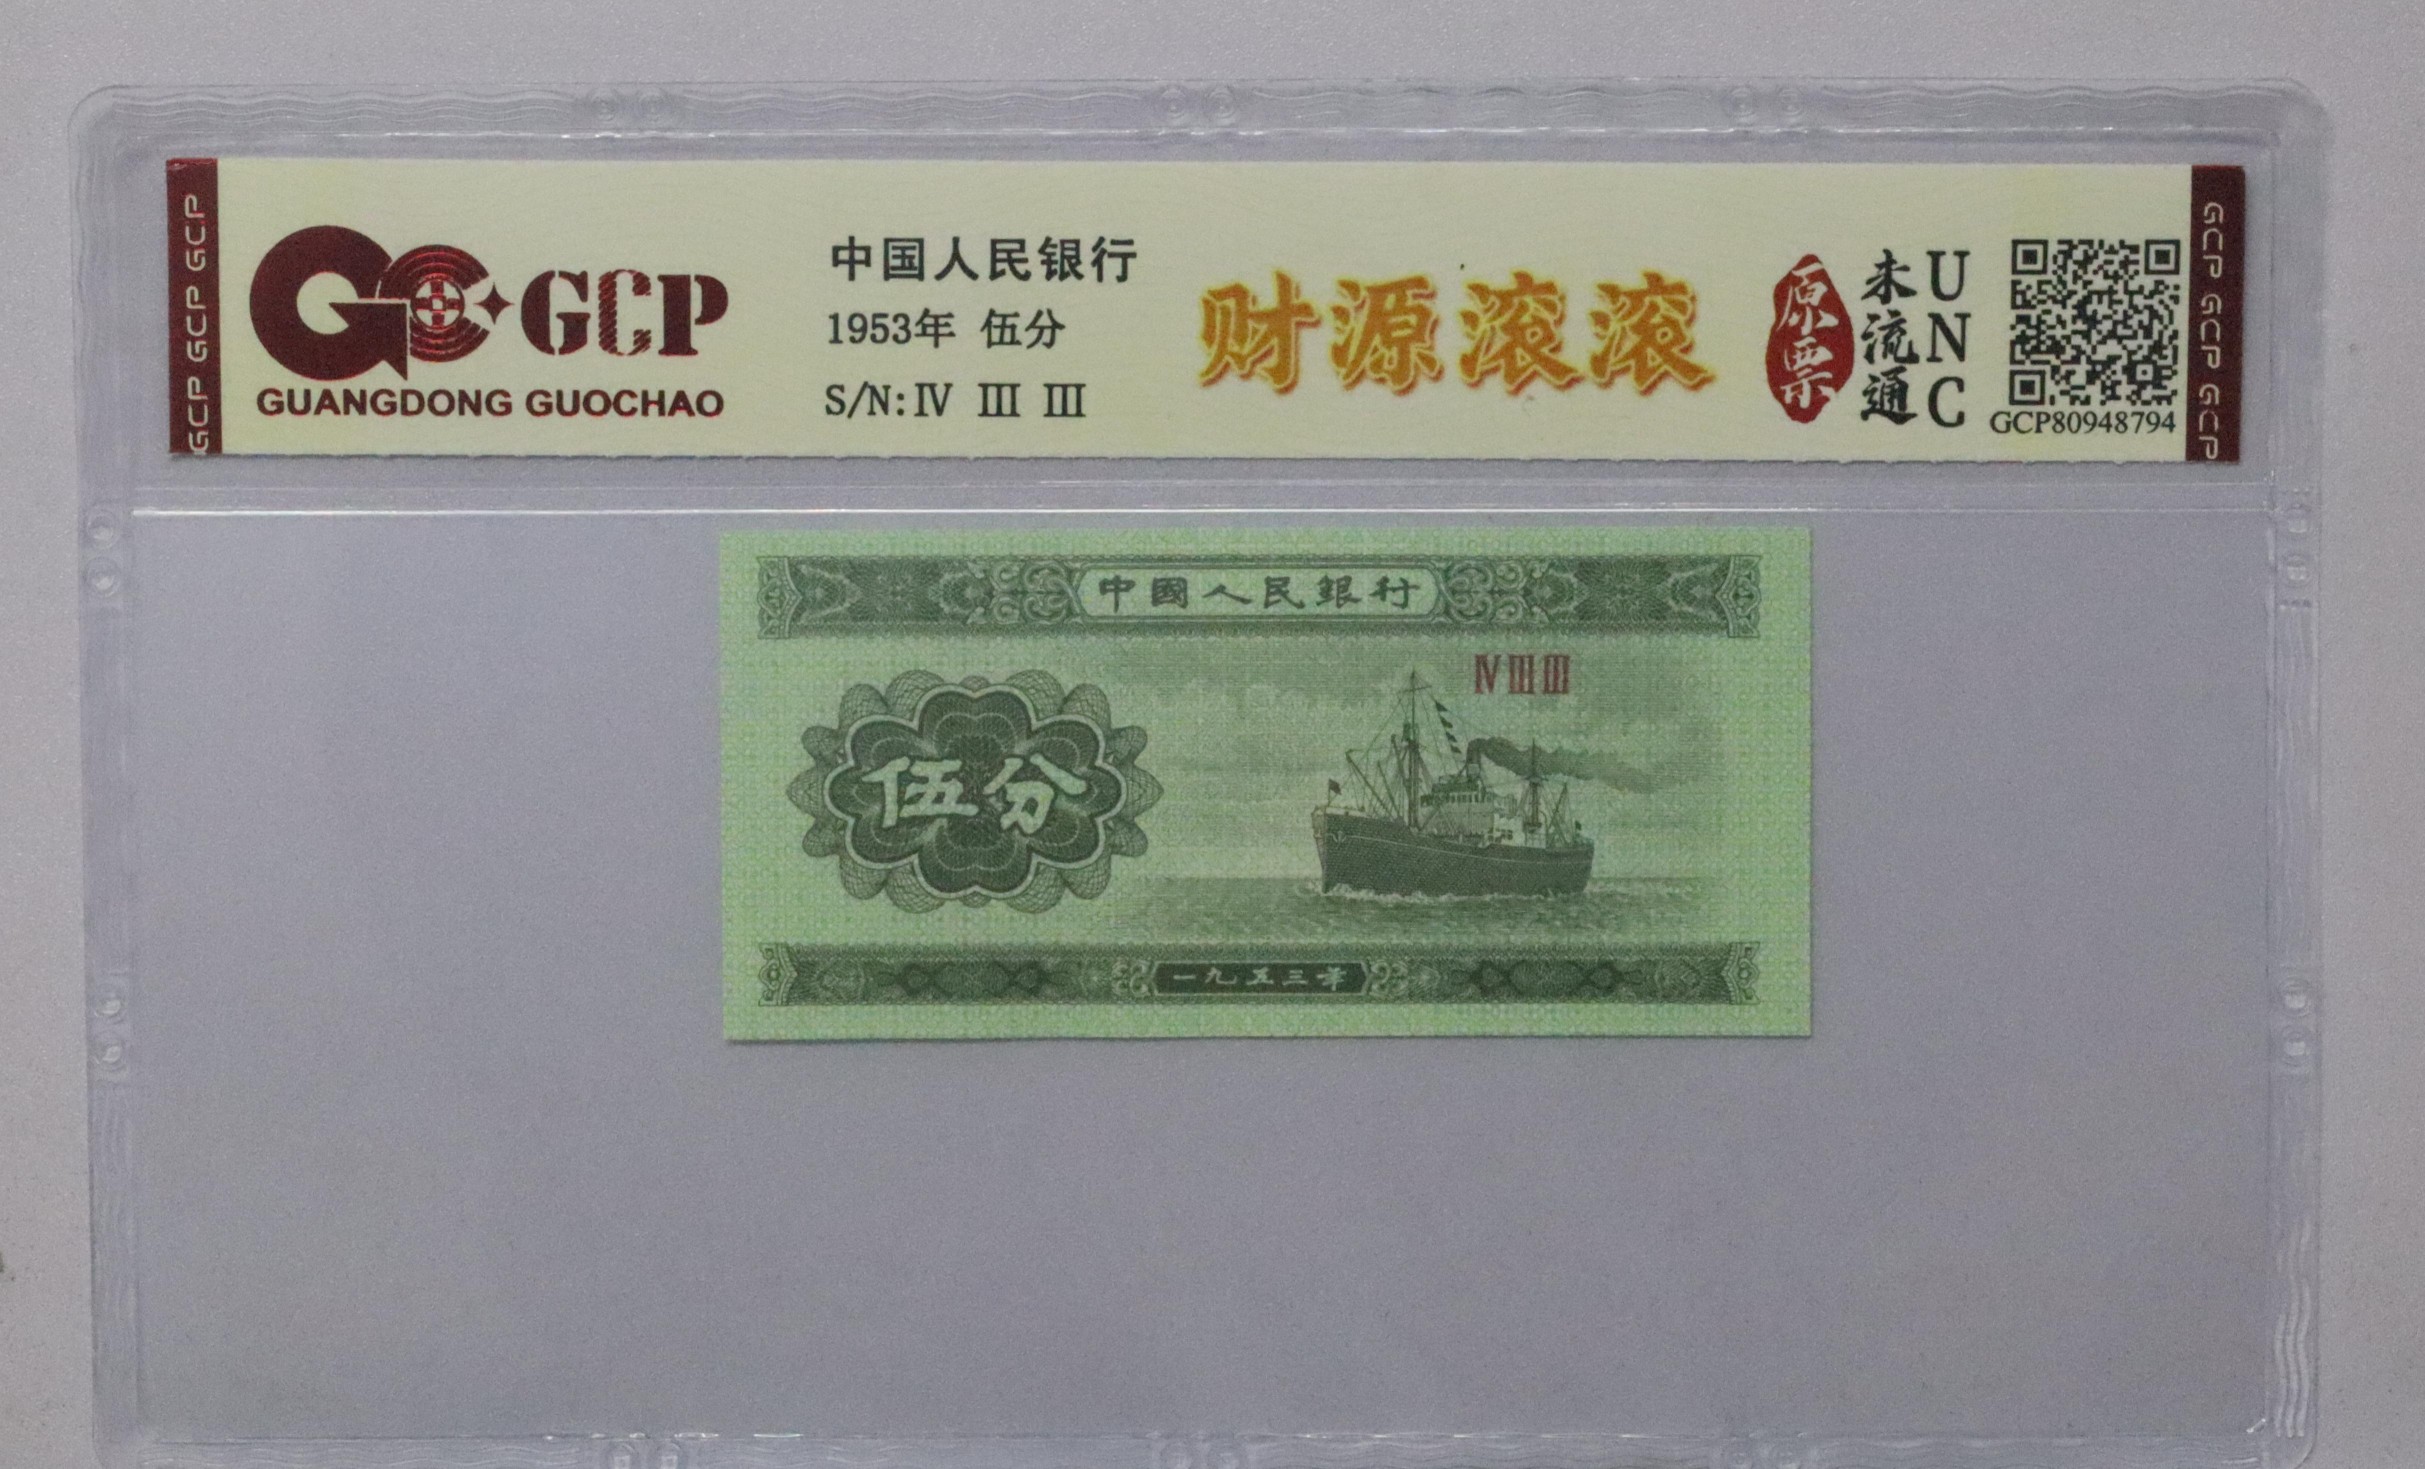 GCP GCP GCP
GCP
GUANGDONG GUOCHAO
中国人民银行
1953年 伍分
S/N: IV III III
财源滚滚
原票
未流通
UNC
GCP80948794
GCP GCP GCP
中國人民銀行
IV III III
伍分
一九五三年